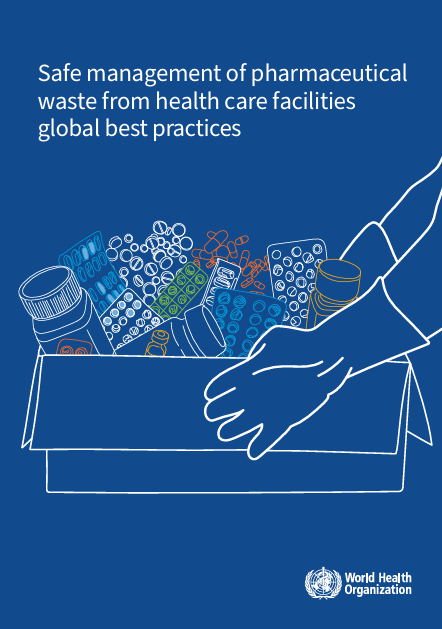 Safe management of pharmaceutical
waste from health care facilities
global best practices
World Health
Organization